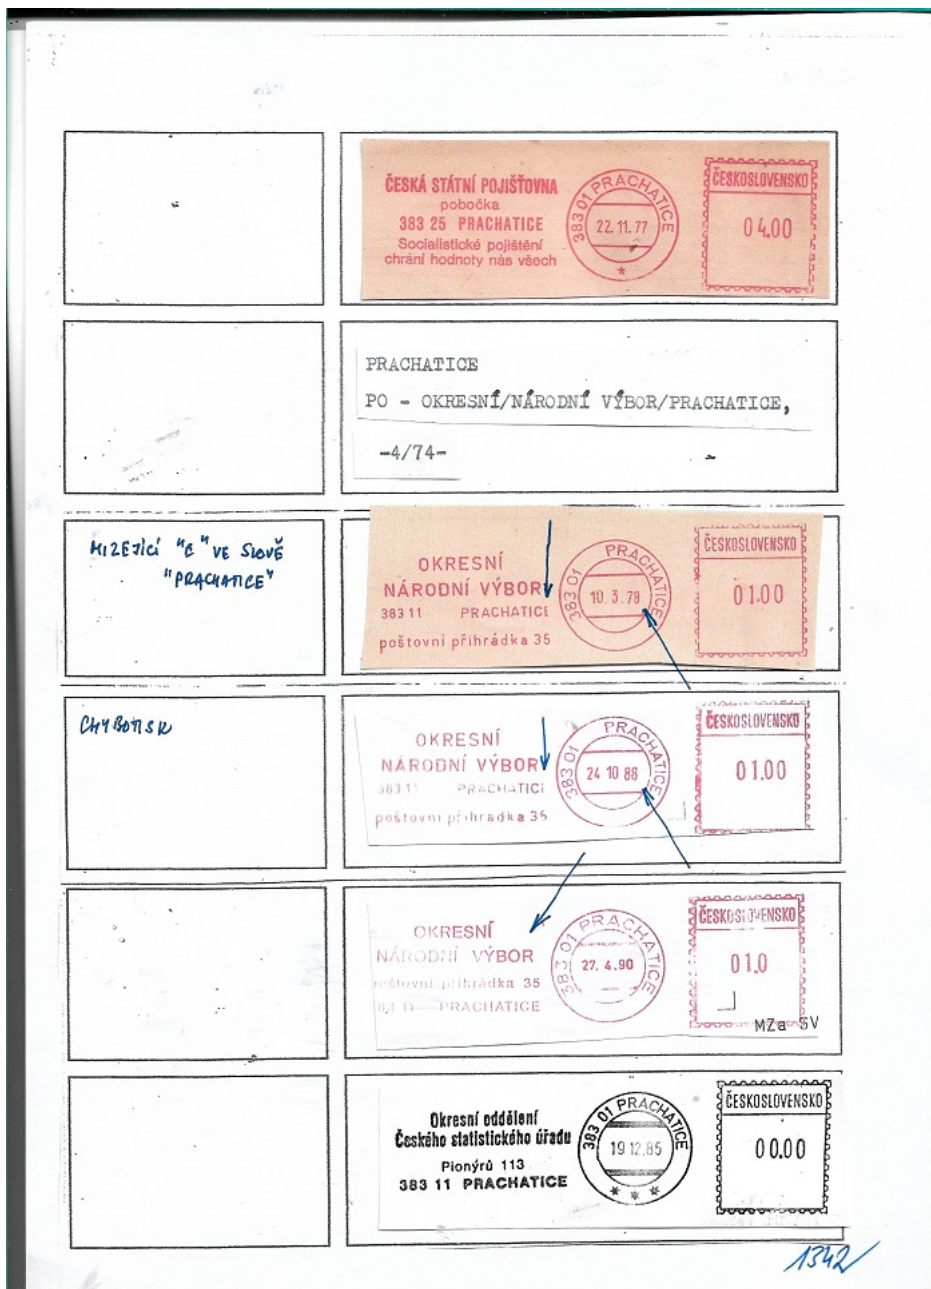 ČESKÁ STÁTNÍ POJIŠŤOVNA
pobočka
383 25 PRACHATICE
Socialistické pojištění
chrání hodnoty nás všech
383 01 PRACHATICE
22.11.77
ČESKOSLOVENSKO
04.00
PRACHATICE
PO - OKRESNÍ/NÁRODNÍ VÝBOR/PRACHATICE,
-4/74-
MIZEJÍCÍ "C" VE SLOVĚ
"PRACHATICE"
OKRESNÍ
NÁRODNÍ VÝBOR
383 11 PRACHATICE
poštovní přihrádka 35
383 01 PRACHATICE
10.3.78
ČESKOSLOVENSKO
01.00
CHYBOTISK
OKRESNÍ
NÁRODNÍ VÝBOR
383 11 PRACHATICI
poštovní přihrádka 35
383 01 PRACHATICE
24 10 88
ČESKOSLOVENSKO
01.00
OKRESNÍ
NÁRODNÍ VÝBOR
poštovní přihrádka 35
383 11 PRACHATICE
383 01 PRACHATICE
27.4.90
ČESKOSLOVENSKO
01.0
MZa SV
Okresní oddělení
Českého statistického úřadu
Pionýrů 113
383 11 PRACHATICE
383 01 PRACHATICE
19.12.85
ČESKOSLOVENSKO
00.00
1342